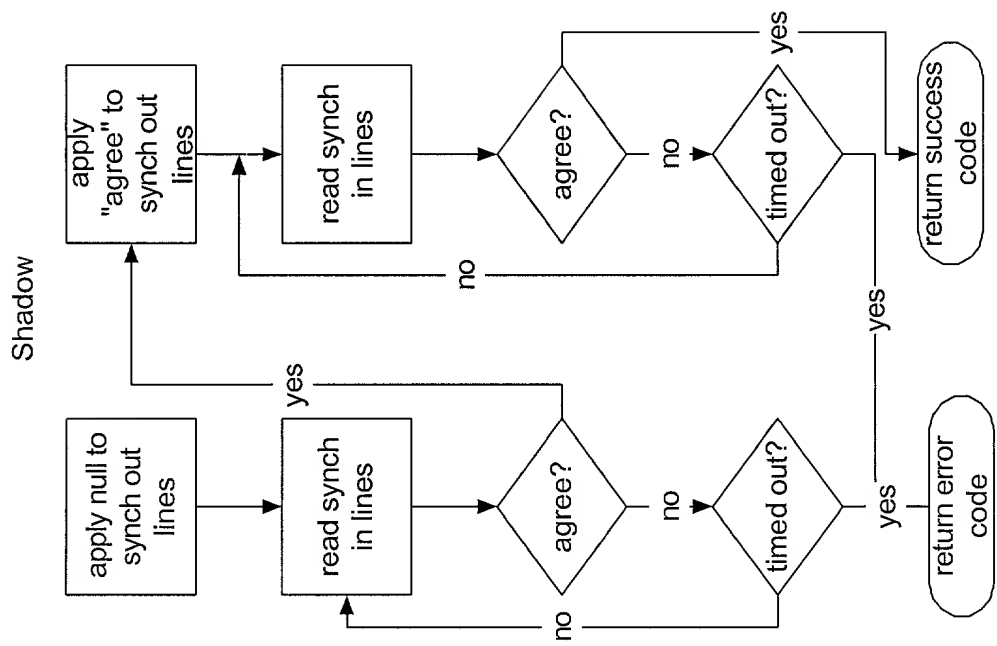 Shadow
apply null to
synch out
lines
read synch
in lines
agree?
yes
no
timed out?
no
yes
return error
code
apply
"agree" to
synch out
lines
read synch
in lines
agree?
yes
no
timed out?
no
yes
return success
code